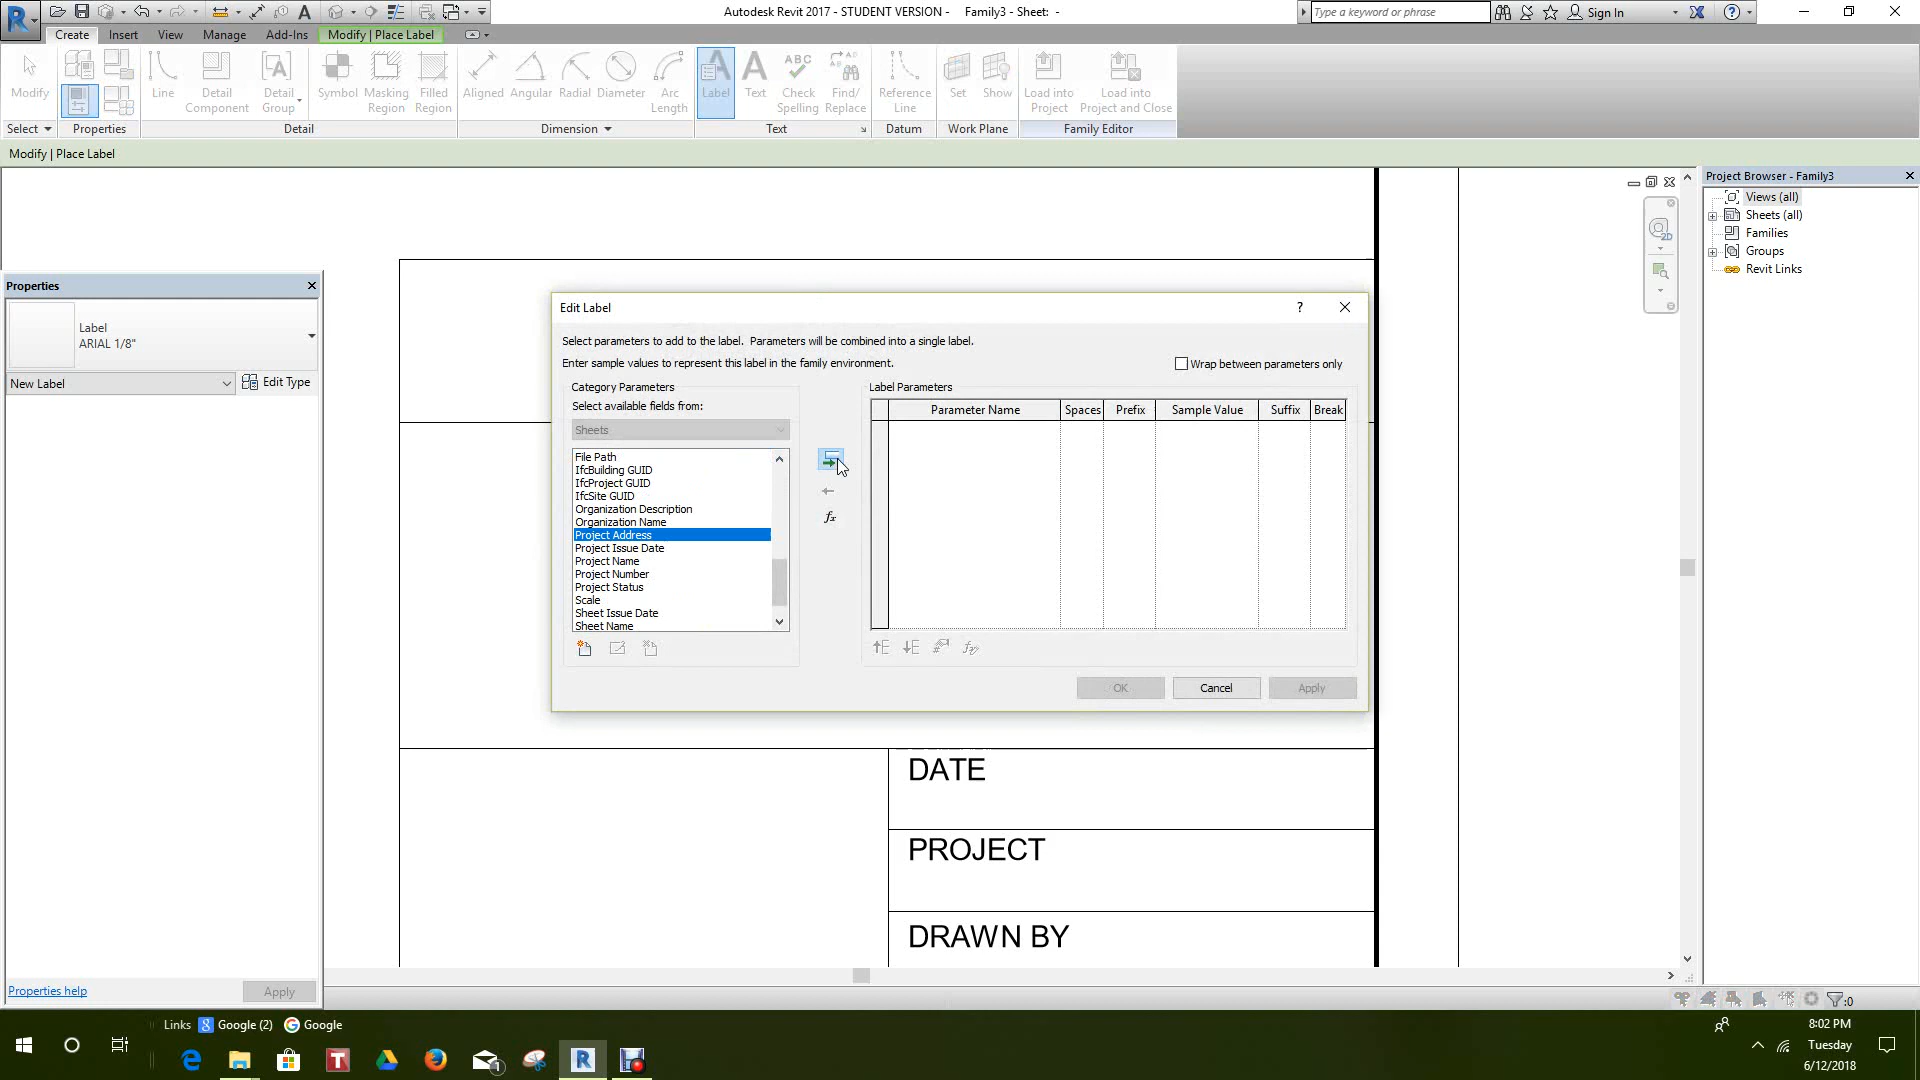 Autodesk Revit 2017 - STUDENT VERSION - Family3 - Sheet: -
Type a keyword or phrase
Sign In
Create Insert View Manage Add-Ins Modify | Place Label
Modify
Line
Detail Component
Detail Group
Symbol
Masking Region
Filled Region
Aligned
Angular
Radial
Diameter
Arc Length
Label
Text
Check Spelling
Find/ Replace
Reference Line
Set
Show
Load into Project
Load into Project and Close
Select Properties Detail Dimension Text Datum Work Plane Family Editor
Modify | Place Label
Project Browser - Family3
Views (all)
Sheets (all)
Families
Groups
Revit Links
2D
Properties
Label
ARIAL 1/8"
New Label
Edit Type
Properties help
Apply
Edit Label
?
Select parameters to add to the label. Parameters will be combined into a single label.
Enter sample values to represent this label in the family environment.
Wrap between parameters only
Category Parameters
Select available fields from:
Sheets
File Path
IfcBuilding GUID
IfcProject GUID
IfcSite GUID
Organization Description
Organization Name
Project Address
Project Issue Date
Project Name
Project Number
Project Status
Scale
Sheet Issue Date
Sheet Name
fx
Label Parameters
Parameter Name Spaces Prefix Sample Value Suffix Break
OK Cancel Apply
DATE
PROJECT
DRAWN BY
:0
Links Google (2) Google
8:02 PM
Tuesday
6/12/2018